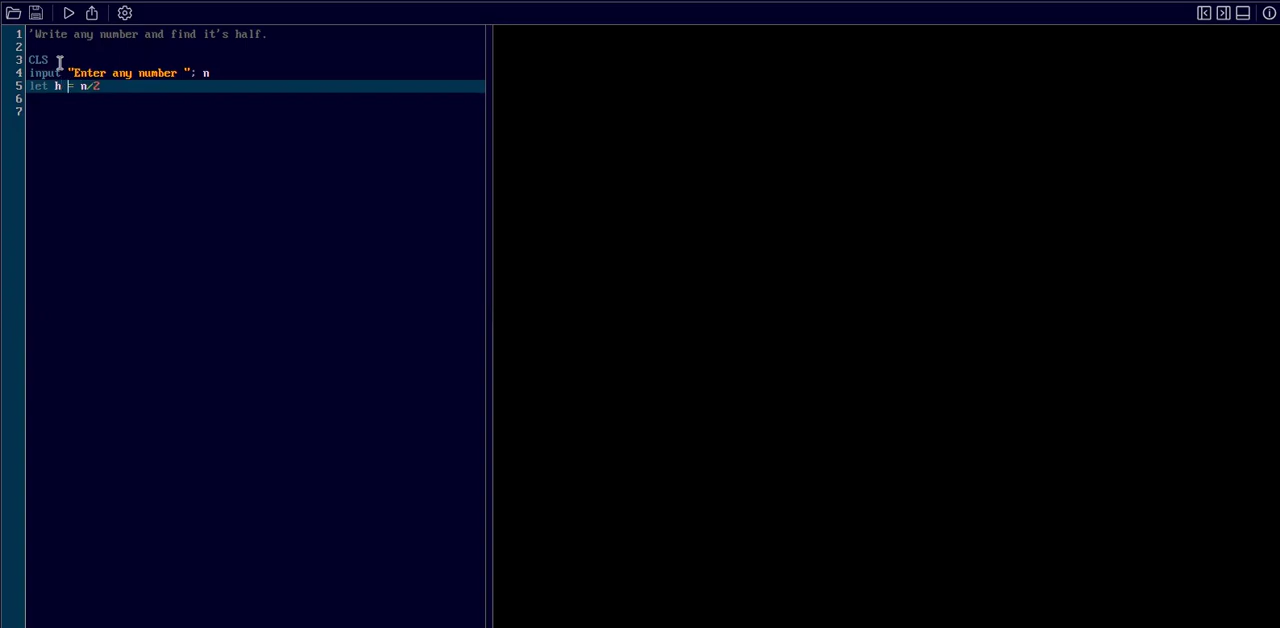 1 'Write any number and find it's half.
2
3 CLS
4 input "Enter any number "; n
5 let h = n/2
6
7